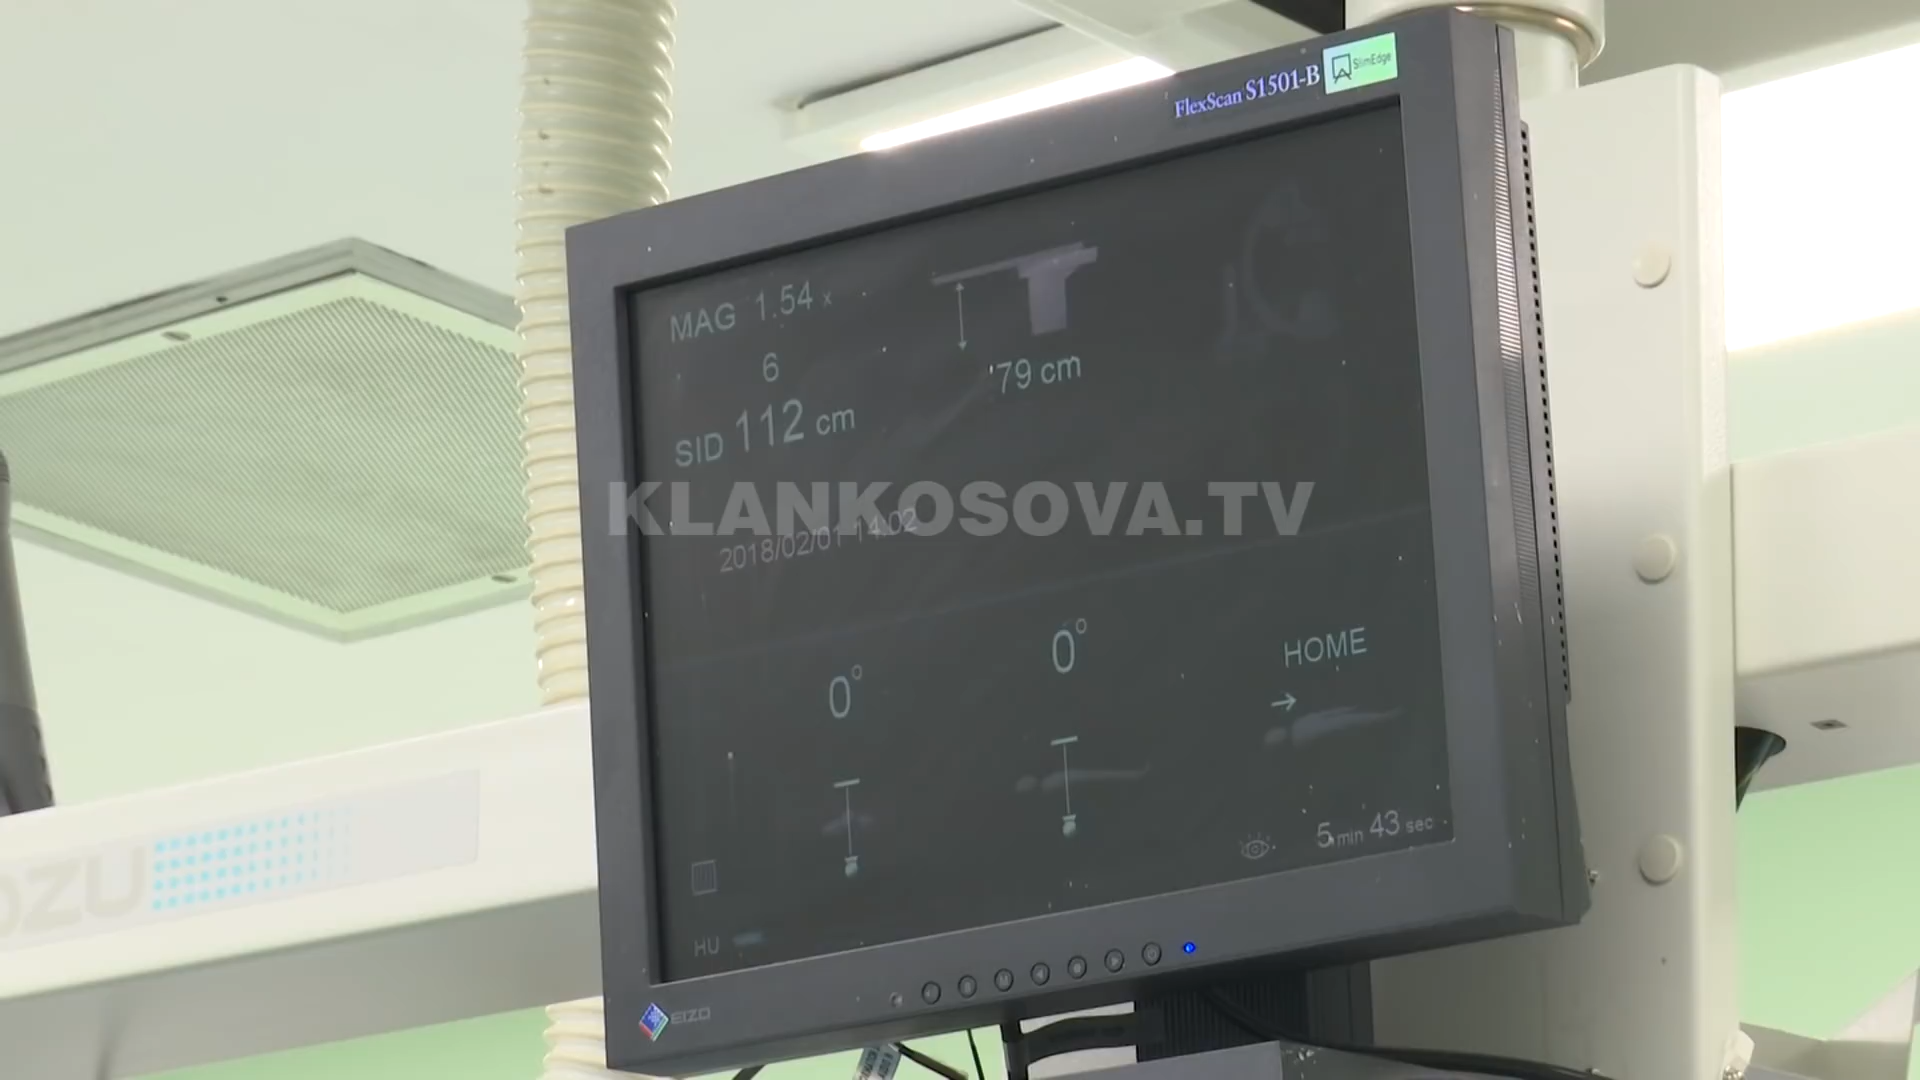 FlexScan S1501-B
SlimEdge
MAG 1.54 x
6
79 cm
SID 112 cm
KLANKOSOVA.TV
2018/02/01 14:02
0°
0°
HOME
5 min 43 sec
HU
EIZO